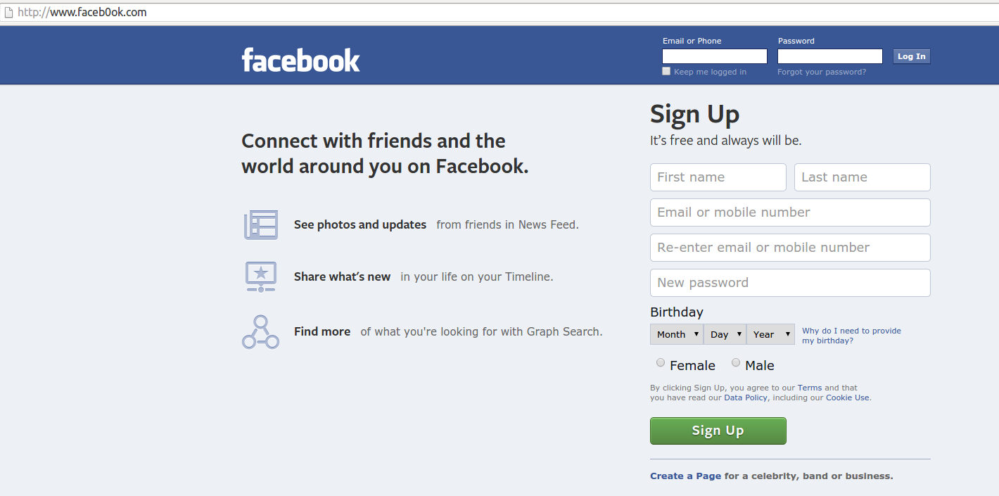 http://www.faceb0ok.com
facebook
Email or Phone
Password
Log In
Keep me logged in
Forgot your password?
Connect with friends and the
world around you on Facebook.
See photos and updates from friends in News Feed.
Share what's new in your life on your Timeline.
Find more of what you're looking for with Graph Search.
Sign Up
It's free and always will be.
First name
Last name
Email or mobile number
Re-enter email or mobile number
New password
Birthday
Month
Day
Year
Why do I need to provide
my birthday?
Female
Male
By clicking Sign Up, you agree to our Terms and that
you have read our Data Policy, including our Cookie Use.
Sign Up
Create a Page for a celebrity, band or business.